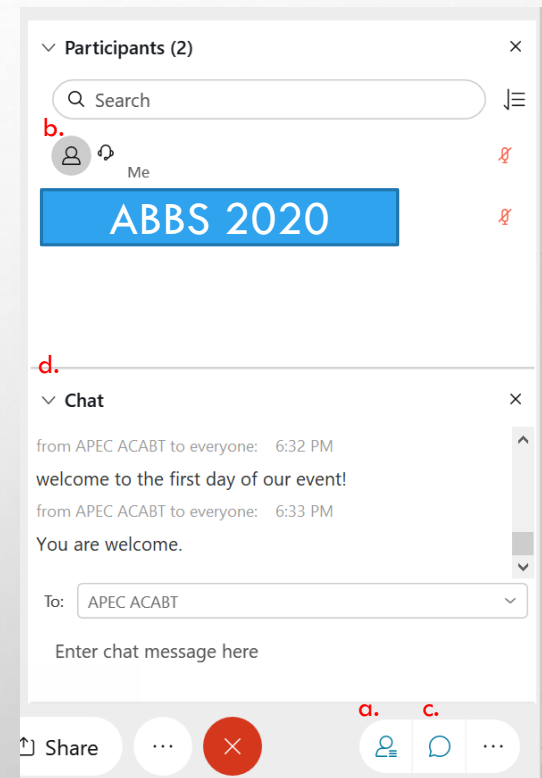 Participants (2)
Search
b.
Me
ABBS 2020
d.
Chat
from APEC ACABT to everyone: 6:32 PM
welcome to the first day of our event!
from APEC ACABT to everyone: 6:33 PM
You are welcome.
To: APEC ACABT
Enter chat message here
a. c.
Share